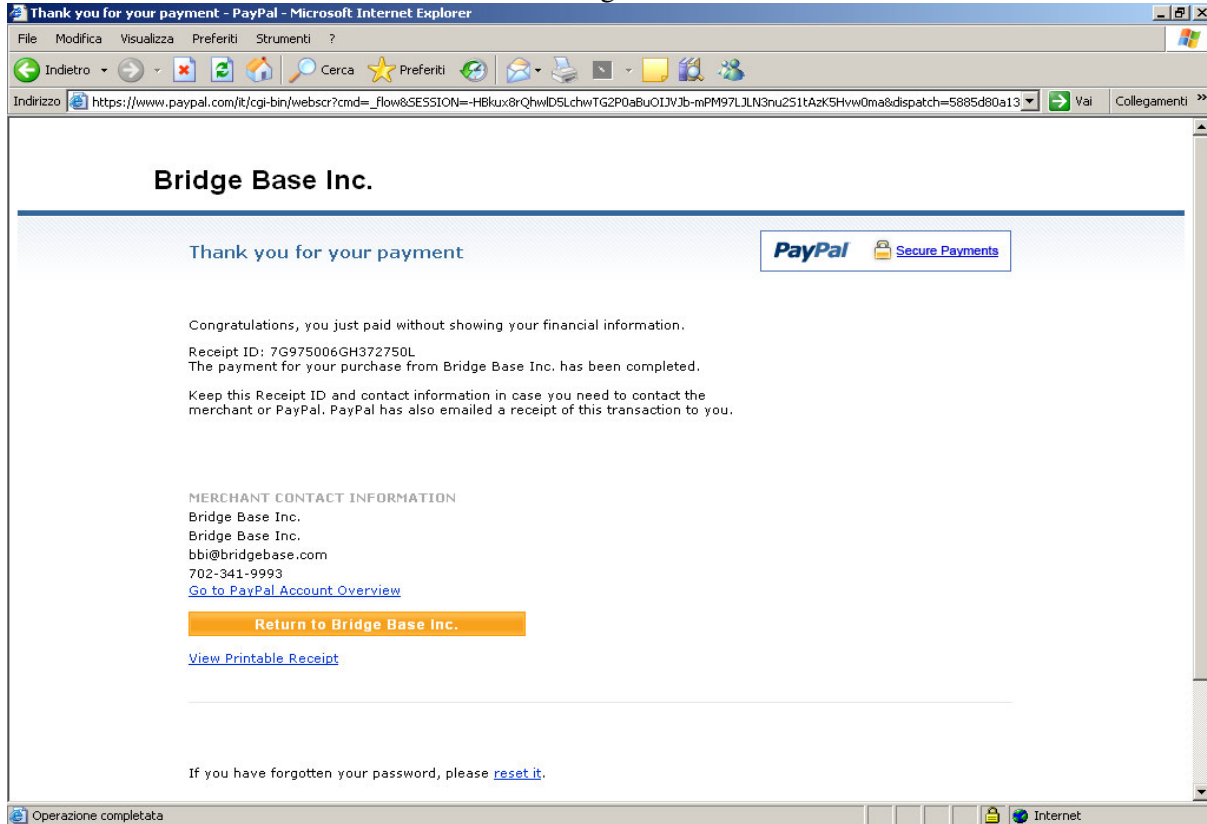 Thank you for your payment - PayPal - Microsoft Internet Explorer
File Modifica Visualizza Preferiti Strumenti ?
Indietro Cerca Preferiti
Indirizzo https://www.paypal.com/it/cgi-bin/webscr?cmd=_flow&SESSION=-HBkux8rQhwlD5LchwTG2P0aBuOIJVJb-mPM97LJLN3nu2S1tAzK5Hvw0ma&dispatch=5885d80a13 Vai Collegamenti »
Bridge Base Inc.
Thank you for your payment
PayPal Secure Payments
Congratulations, you just paid without showing your financial information.
Receipt ID: 7G975006GH372750L
The payment for your purchase from Bridge Base Inc. has been completed.
Keep this Receipt ID and contact information in case you need to contact the
merchant or PayPal. PayPal has also emailed a receipt of this transaction to you.
MERCHANT CONTACT INFORMATION
Bridge Base Inc.
Bridge Base Inc.
bbi@bridgebase.com
702-341-9993
Go to PayPal Account Overview
Return to Bridge Base Inc.
View Printable Receipt
If you have forgotten your password, please reset it.
Operazione completata Internet